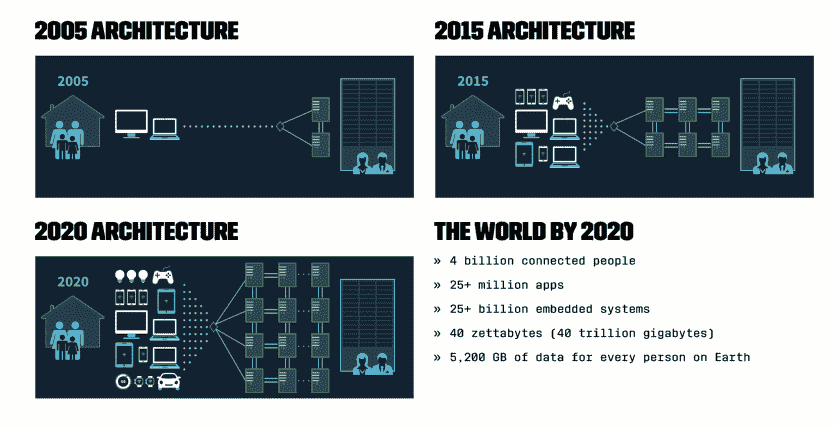 2005 ARCHITECTURE
2005
2015 ARCHITECTURE
2015
2020 ARCHITECTURE
2020
THE WORLD BY 2020
» 4 billion connected people
» 25+ million apps
» 25+ billion embedded systems
» 40 zettabytes (40 trillion gigabytes)
» 5,200 GB of data for every person on Earth